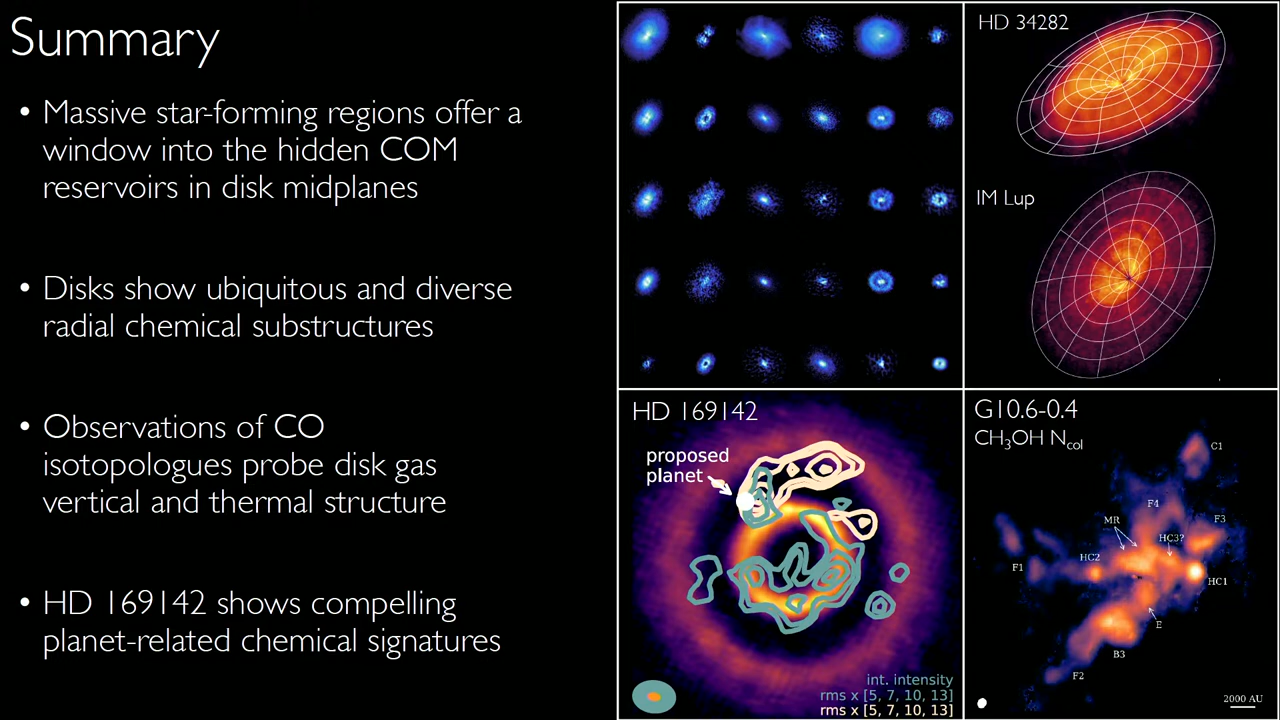 Summary
• Massive star-forming regions offer a
window into the hidden COM
reservoirs in disk midplanes
• Disks show ubiquitous and diverse
radial chemical substructures
• Observations of CO
isotopologues probe disk gas
vertical and thermal structure
• HD 169142 shows compelling
planet-related chemical signatures
HD 34282
IM Lup
HD 169142
proposed
planet
int. intensity
rms x [5, 7, 10, 13]
rms x [5, 7, 10, 13]
G10.6-0.4
CH₃OH N_col
C1
F4
MR
F3
HC3?
HC2
F1
HC1
E
B3
F2
2000 AU